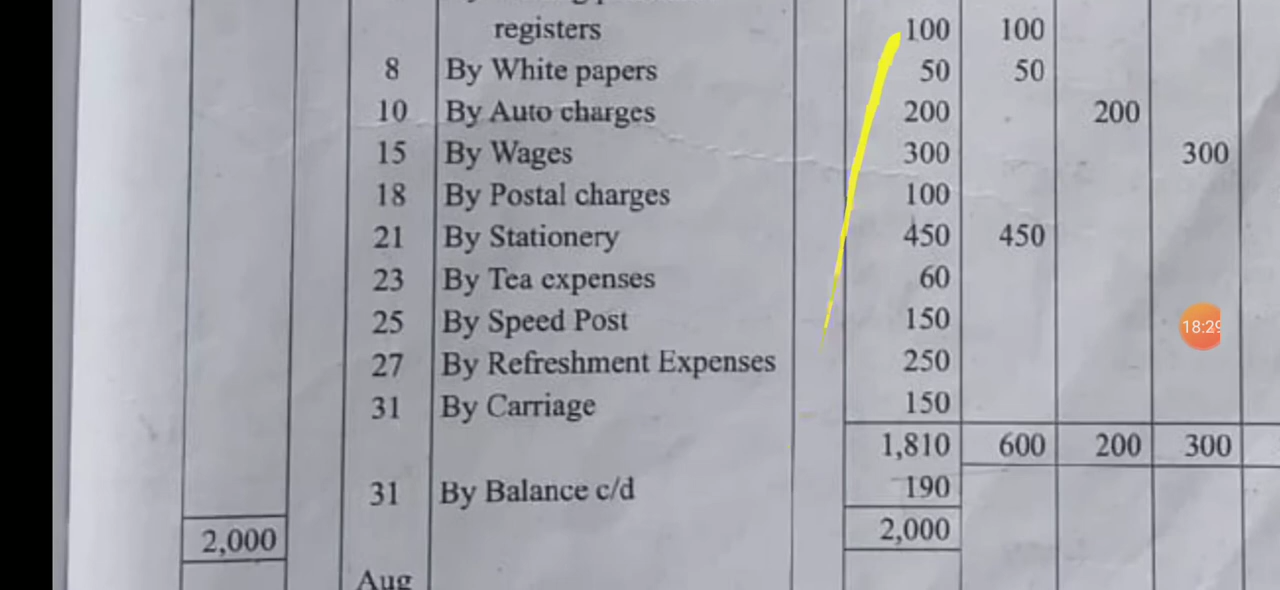 registers 100 100
8 By White papers 50 50
10 By Auto charges 200 200
15 By Wages 300 300
18 By Postal charges 100
21 By Stationery 450 450
23 By Tea expenses 60
25 By Speed Post 150
18:29
27 By Refreshment Expenses 250
31 By Carriage 150
1,810 600 200 300
31 By Balance c/d 190
2,000 2,000
Aug